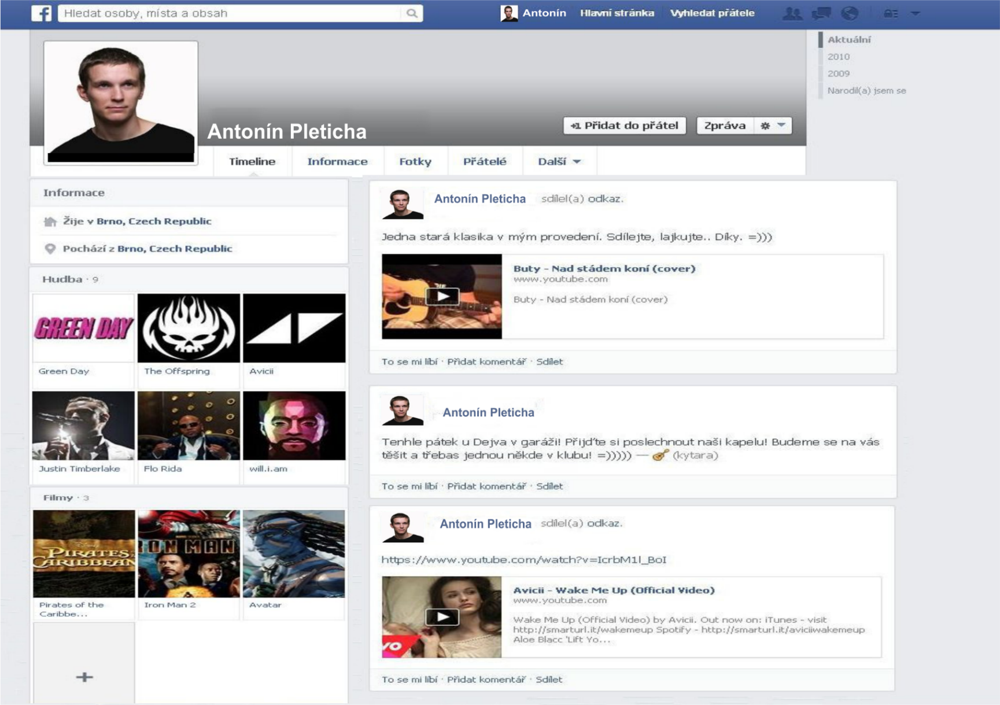 Hledat osoby, místa a obsah
Antonín Hlavní stránka Vyhledat přátele
Aktuální
2010
2009
Narodil(a) jsem se
Antonín Pleticha
+1 Přidat do přátel
Zpráva
Timeline Informace Fotky Přátelé Další
Informace
Žije v Brno, Czech Republic
Pochází z Brno, Czech Republic
Hudba · 9
GREEN DAY
Green Day The Offspring Avicii
Justin Timberlake Flo Rida will.i.am
Filmy · 3
Disney
PIRATES
CARIBBEAN
IRON MAN
Pirates of the Caribbe... Iron Man 2 Avatar
+
Antonín Pleticha sdílel(a) odkaz.
Jedna stará klasika v mým provedení. Sdílejte, lajkujte.. Díky. =)))
Buty - Nad stádem koní (cover)
www.youtube.com
Buty - Nad stádem koní (cover)
To se mi líbí · Přidat komentář · Sdílet
Antonín Pleticha
Tenhle pátek u Dejva v garáži! Přijďte si poslechnout naši kapelu! Budeme se na vás
těšit a třebas jednou někde v klubu! =))))) — (kytara)
To se mi líbí · Přidat komentář · Sdílet
Antonín Pleticha sdílel(a) odkaz.
https://www.youtube.com/watch?v=IcrbM1l_BoI
Avicii - Wake Me Up (Official Video)
www.youtube.com
Wake Me Up (Official Video) by Avicii. Out now on: iTunes - visit
http://smarturl.it/wakemeup Spotify - http://smarturl.it/aviciiwakemeup
Aloe Blacc 'Lift Yo...
To se mi líbí · Přidat komentář · Sdílet